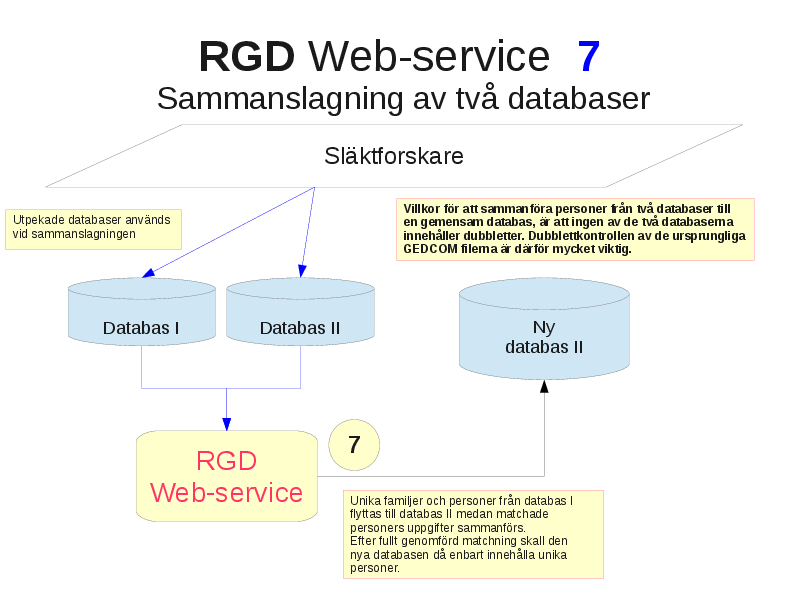 RGD Web-service 7
Sammanslagning av två databaser
Släktforskare
Utpekade databaser används
vid sammanslagningen
Villkor för att sammanföra personer från två databaser till
en gemensam databas, är att ingen av de två databaserna
innehåller dubbletter. Dubblettkontrollen av de ursprungliga
GEDCOM filerna är därför mycket viktig.
Databas I
Databas II
Ny
databas II
7
RGD
Web-service
Unika familjer och personer från databas I
flyttas till databas II medan matchade
personers uppgifter sammanförs.
Efter fullt genomförd matchning skall den
nya databasen då enbart innehålla unika
personer.